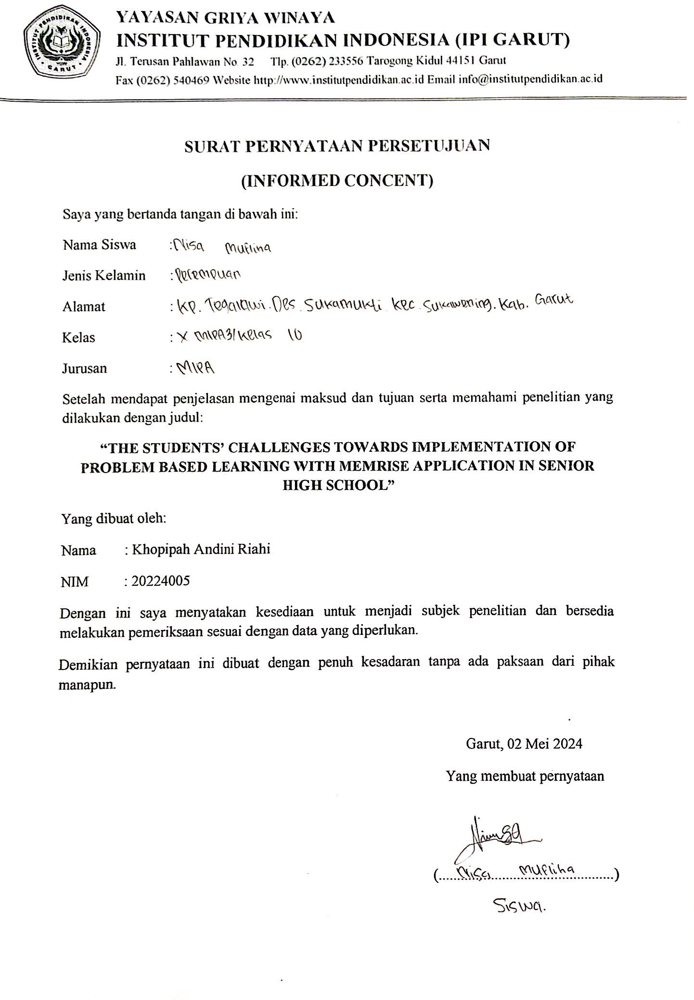 INSTITUT PENDIDIKAN INDONESIA
GARUT
YAYASAN GRIYA WINAYA
INSTITUT PENDIDIKAN INDONESIA (IPI GARUT)
Jl. Terusan Pahlawan No. 32 Tlp. (0262) 233556 Tarogong Kidul 44151 Garut
Fax (0262) 540469 Website http://www.institutpendidikan.ac.id Email info@institutpendidikan.ac.id
SURAT PERNYATAAN PERSETUJUAN
(INFORMED CONCENT)
Saya yang bertanda tangan di bawah ini:
Nama Siswa : Nisa Muflina
Jenis Kelamin : Perempuan
Alamat : Kp. Tegalawi. Des. Sukamukti Kec. Sukawening. Kab. Garut
Kelas : X MIPA3/Kelas 10
Jurusan : MIPA
Setelah mendapat penjelasan mengenai maksud dan tujuan serta memahami penelitian yang
dilakukan dengan judul:
“THE STUDENTS’ CHALLENGES TOWARDS IMPLEMENTATION OF
PROBLEM BASED LEARNING WITH MEMRISE APPLICATION IN SENIOR
HIGH SCHOOL”
Yang dibuat oleh:
Nama : Khopipah Andini Riahi
NIM : 20224005
Dengan ini saya menyatakan kesediaan untuk menjadi subjek penelitian dan bersedia
melakukan pemeriksaan sesuai dengan data yang diperlukan.
Demikian pernyataan ini dibuat dengan penuh kesadaran tanpa ada paksaan dari pihak
manapun.
Garut, 02 Mei 2024
Yang membuat pernyataan
(.....Nisa.....Mufliha..........)
Siswa.